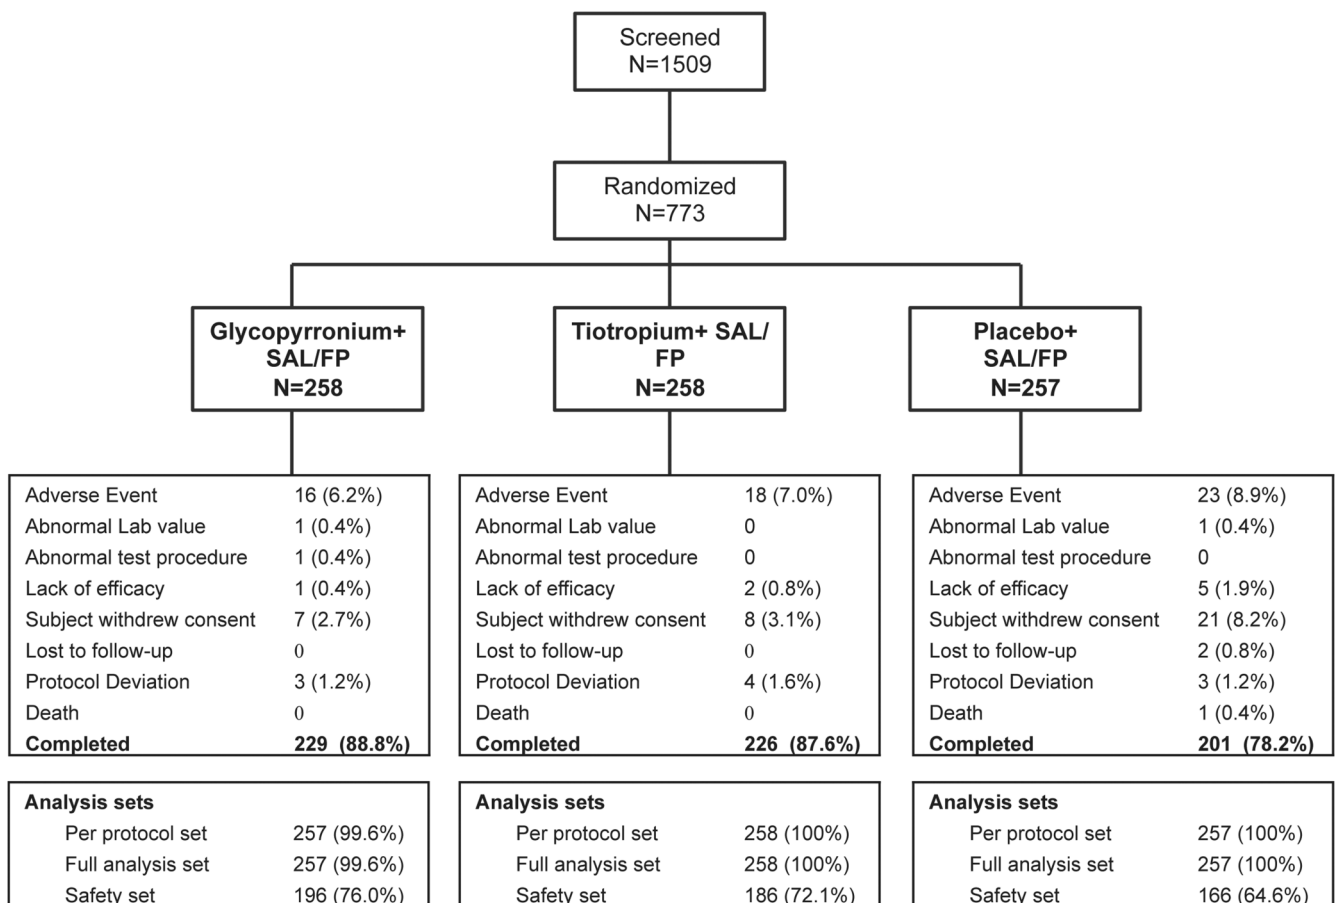 Screened
N=1509
Randomized
N=773
Glycopyrronium+
SAL/FP
N=258
Tiotropium+ SAL/
FP
N=258
Placebo+
SAL/FP
N=257
Adverse Event 16 (6.2%)
Abnormal Lab value 1 (0.4%)
Abnormal test procedure 1 (0.4%)
Lack of efficacy 1 (0.4%)
Subject withdrew consent 7 (2.7%)
Lost to follow-up 0
Protocol Deviation 3 (1.2%)
Death 0
Completed 229 (88.8%)
Adverse Event 18 (7.0%)
Abnormal Lab value 0
Abnormal test procedure 0
Lack of efficacy 2 (0.8%)
Subject withdrew consent 8 (3.1%)
Lost to follow-up 0
Protocol Deviation 4 (1.6%)
Death 0
Completed 226 (87.6%)
Adverse Event 23 (8.9%)
Abnormal Lab value 1 (0.4%)
Abnormal test procedure 0
Lack of efficacy 5 (1.9%)
Subject withdrew consent 21 (8.2%)
Lost to follow-up 2 (0.8%)
Protocol Deviation 3 (1.2%)
Death 1 (0.4%)
Completed 201 (78.2%)
Analysis sets
Per protocol set 257 (99.6%)
Full analysis set 257 (99.6%)
Safety set 196 (76.0%)
Analysis sets
Per protocol set 258 (100%)
Full analysis set 258 (100%)
Safety set 186 (72.1%)
Analysis sets
Per protocol set 257 (100%)
Full analysis set 257 (100%)
Safety set 166 (64.6%)